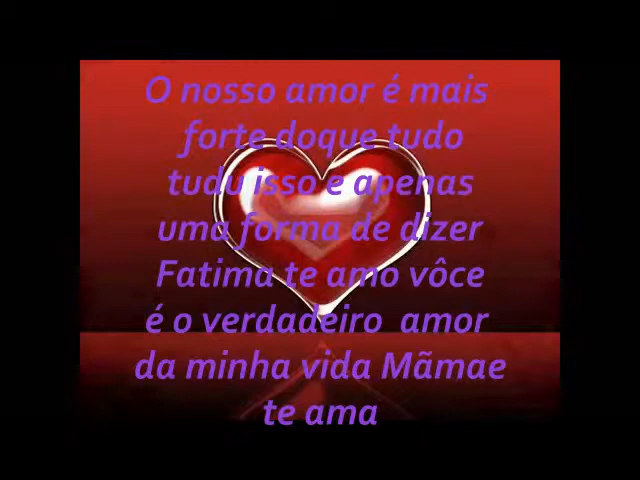 O nosso amor é mais
forte doque tudo
tudu isso e apenas
uma forma de dizer
Fatima te amo vôce
é o verdadeiro amor
da minha vida Mãmae
te ama